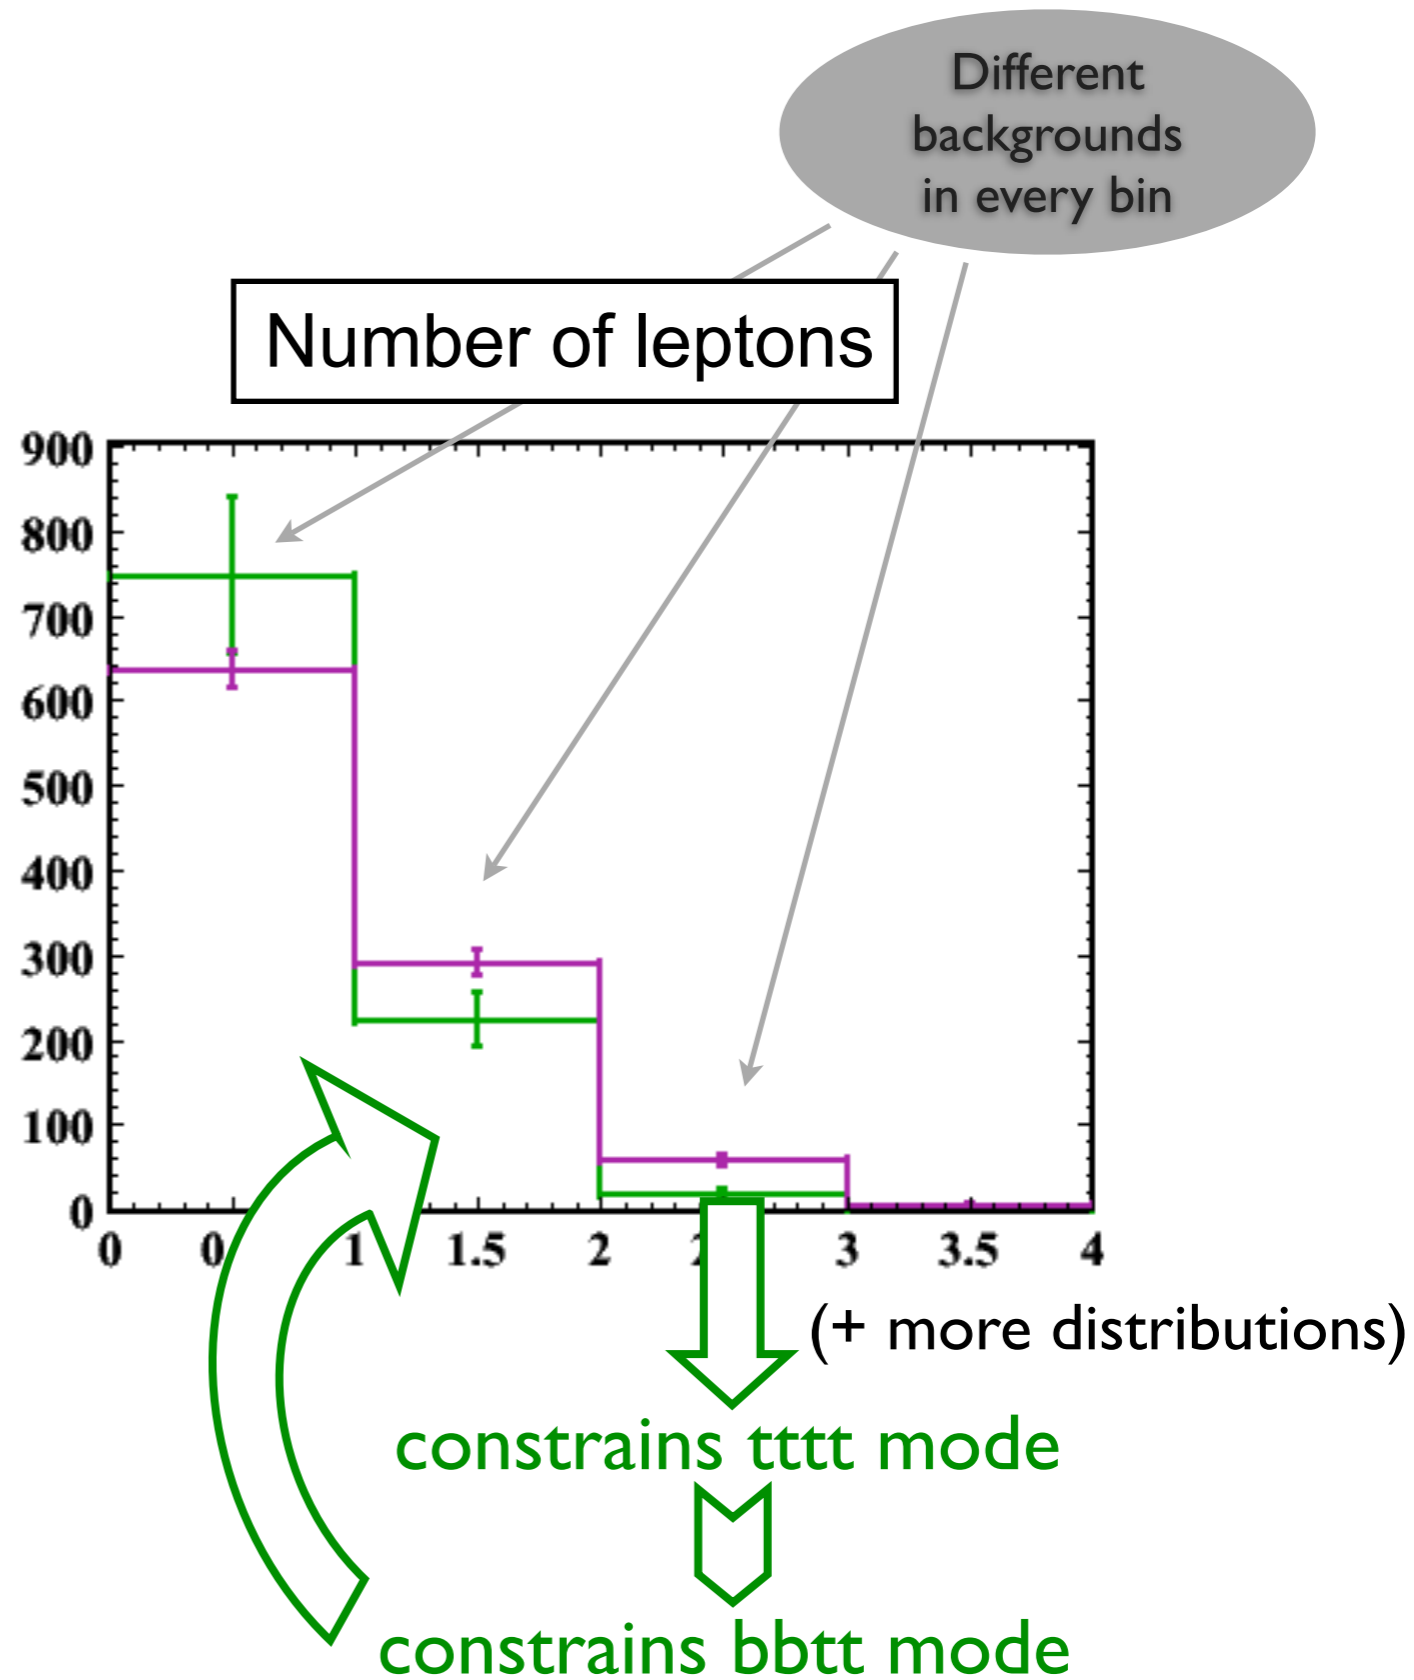 Different
backgrounds
in every bin
Number of leptons
900
800
700
600
500
400
300
200
100
0
0 0 1 1.5 2 3 3.5 4
(+ more distributions)
constrains tttt mode
constrains bbtt mode